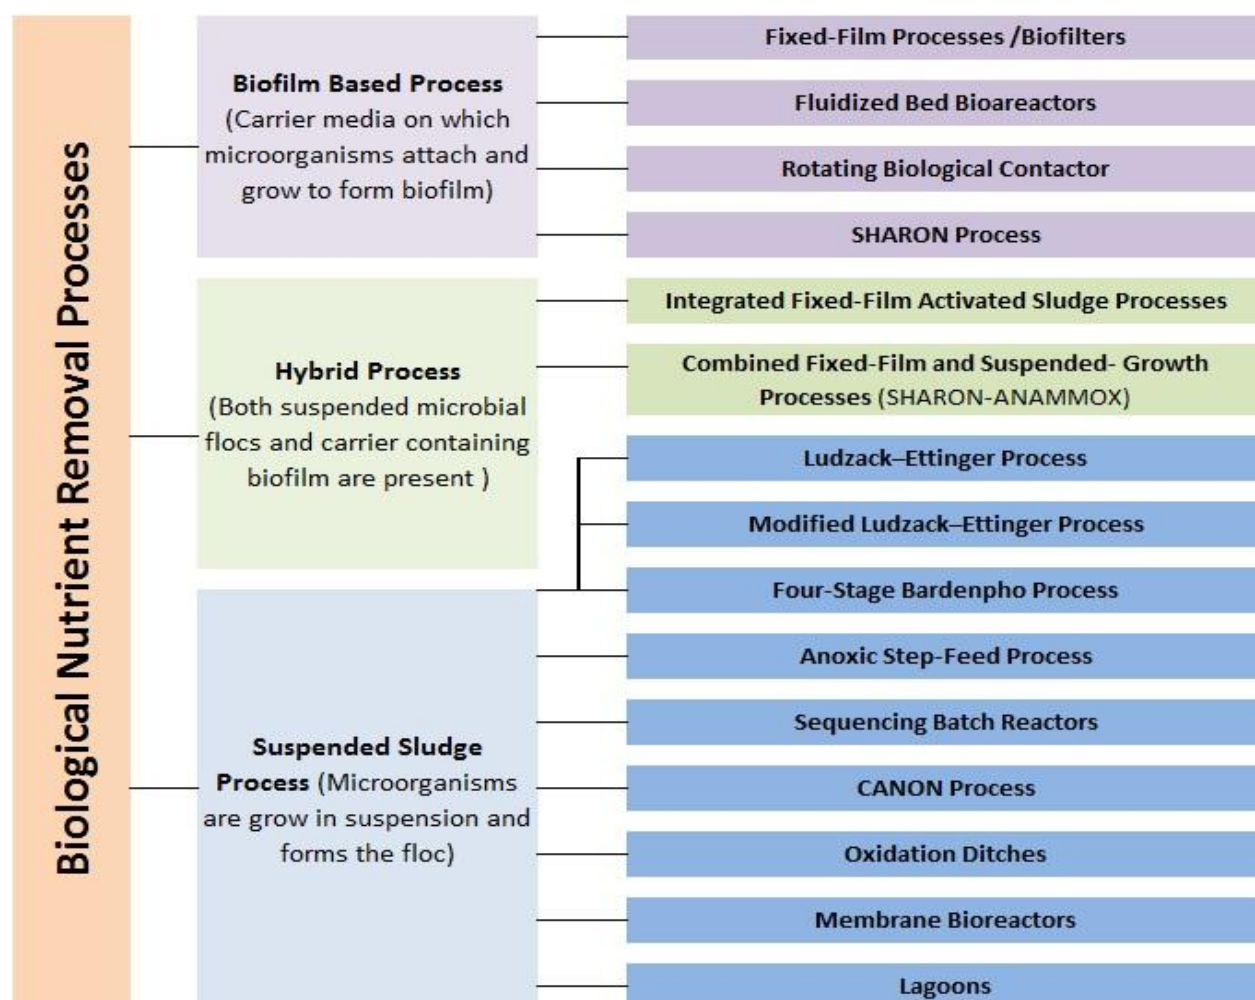 Biological Nutrient Removal Processes
Biofilm Based Process
(Carrier media on which
microorganisms attach and
grow to form biofilm)
Fixed-Film Processes /Biofilters
Fluidized Bed Bioareactors
Rotating Biological Contactor
SHARON Process
Hybrid Process
(Both suspended microbial
flocs and carrier containing
biofilm are present )
Integrated Fixed-Film Activated Sludge Processes
Combined Fixed-Film and Suspended- Growth
Processes (SHARON-ANAMMOX)
Suspended Sludge
Process (Microorganisms
are grow in suspension and
forms the floc)
Ludzack–Ettinger Process
Modified Ludzack–Ettinger Process
Four-Stage Bardenpho Process
Anoxic Step-Feed Process
Sequencing Batch Reactors
CANON Process
Oxidation Ditches
Membrane Bioreactors
Lagoons